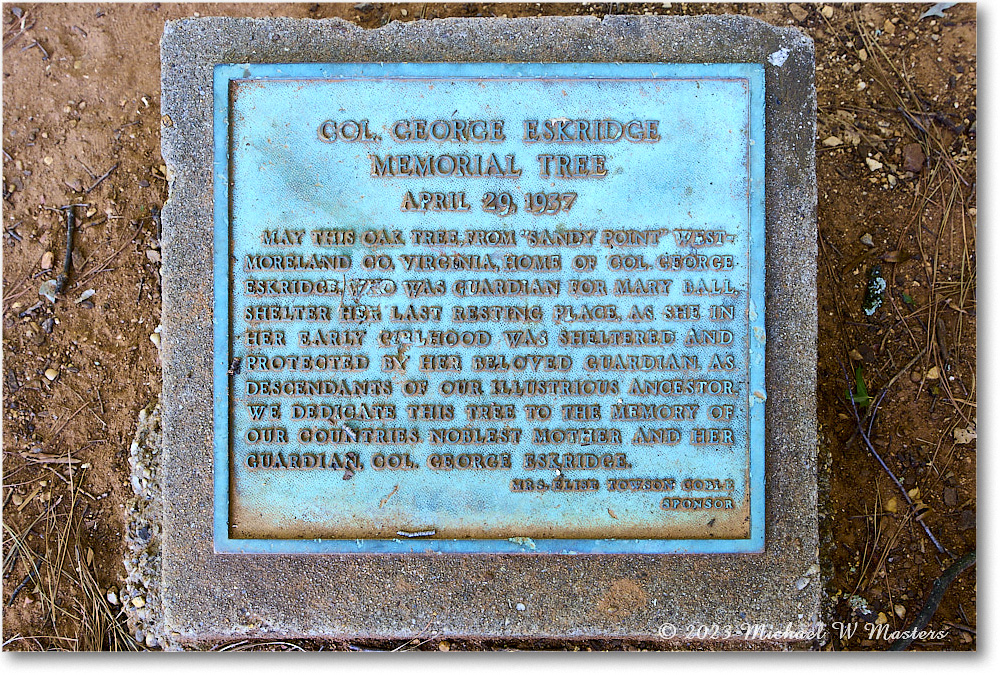 COL. GEORGE ESKRIDGE
MEMORIAL TREE
APRIL 29, 1937
MAY THIS OAK TREE, FROM "SANDY POINT" WEST-
MORELAND CO. VIRGINIA, HOME OF COL. GEORGE
ESKRIDGE, WHO WAS GUARDIAN FOR MARY BALL,
SHELTER HER LAST RESTING PLACE, AS SHE IN
HER EARLY GIRLHOOD WAS SHELTERED AND
PROTECTED BY HER BELOVED GUARDIAN. AS
DESCENDANTS OF OUR ILLUSTRIOUS ANCESTOR.
WE DEDICATE THIS TREE TO THE MEMORY OF
OUR COUNTRIES NOBLEST MOTHER AND HER
GUARDIAN, COL. GEORGE ESKRIDGE.
MRS. ELISE TOWSON COBLE
SPONSOR
© 2023 Michael W Masters